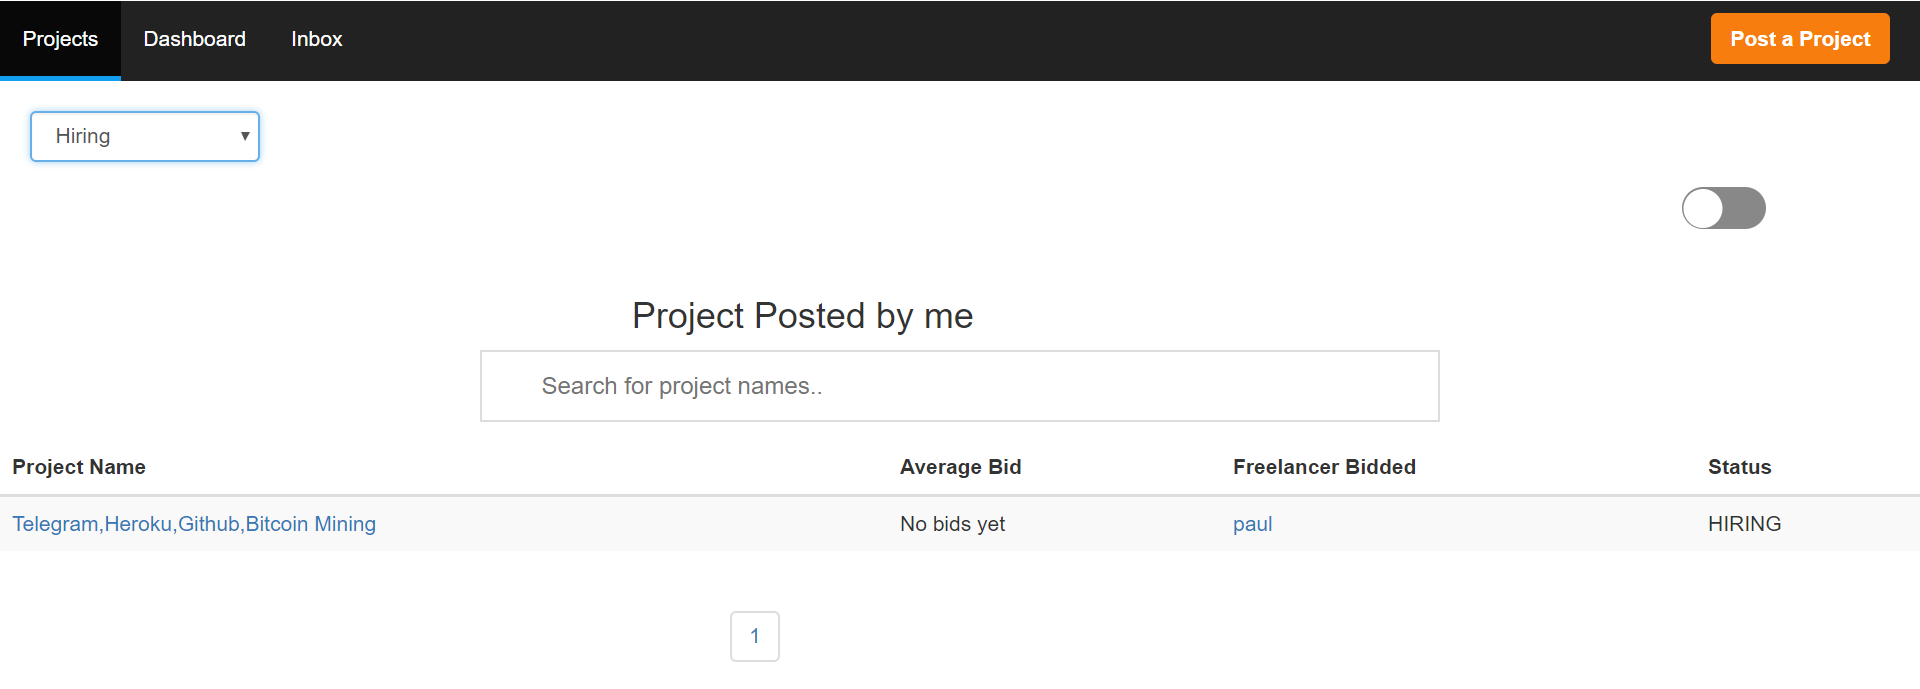 Projects Dashboard Inbox Post a Project
Hiring
Project Posted by me
Search for project names..
Project Name Average Bid Freelancer Bidded Status
Telegram,Heroku,Github,Bitcoin Mining No bids yet paul HIRING
1